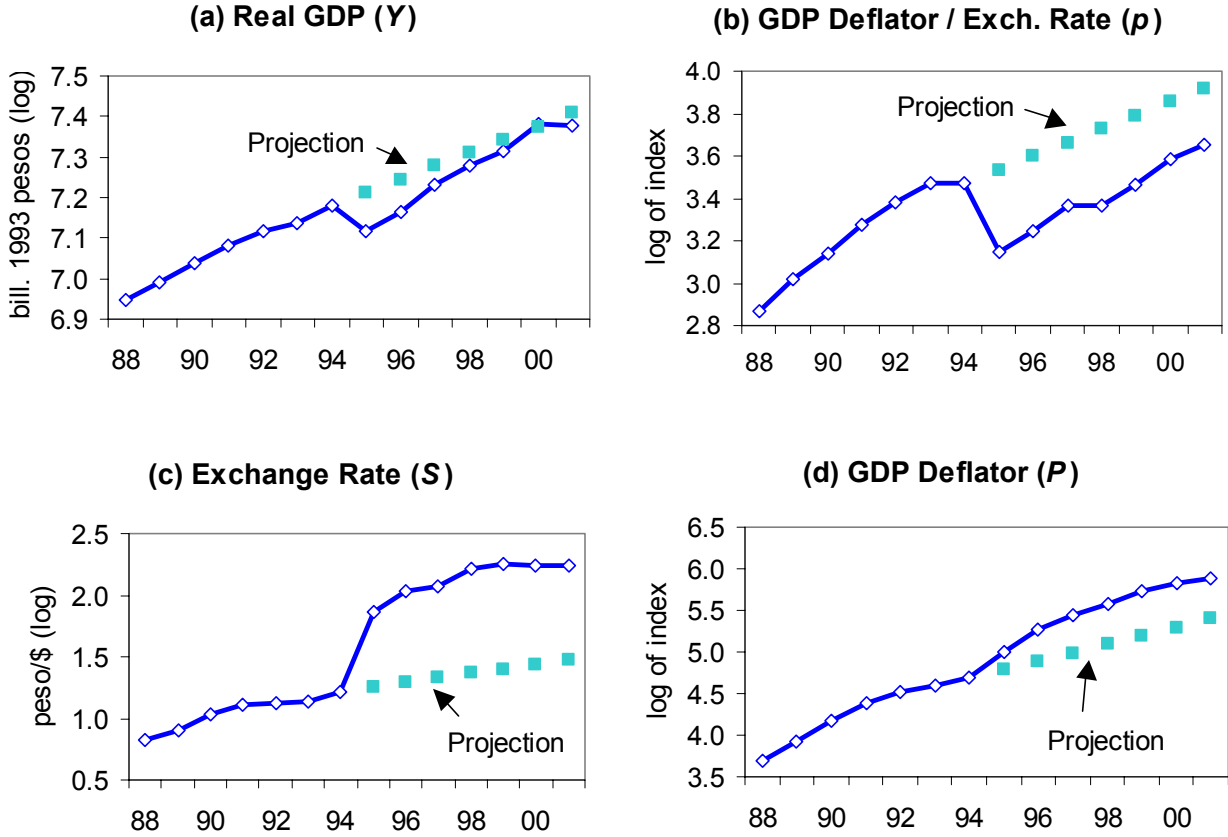 (a) Real GDP (Y)
bill. 1993 pesos (log)
7.5
7.4
7.3
7.2
7.1
7.0
6.9
Projection
88 90 92 94 96 98 00
(b) GDP Deflator / Exch. Rate (p)
log of index
4.0
3.8
3.6
3.4
3.2
3.0
2.8
Projection
88 90 92 94 96 98 00
(c) Exchange Rate (S)
peso/$ (log)
2.5
2.0
1.5
1.0
0.5
Projection
88 90 92 94 96 98 00
(d) GDP Deflator (P)
log of index
6.5
6.0
5.5
5.0
4.5
4.0
3.5
Projection
88 90 92 94 96 98 00